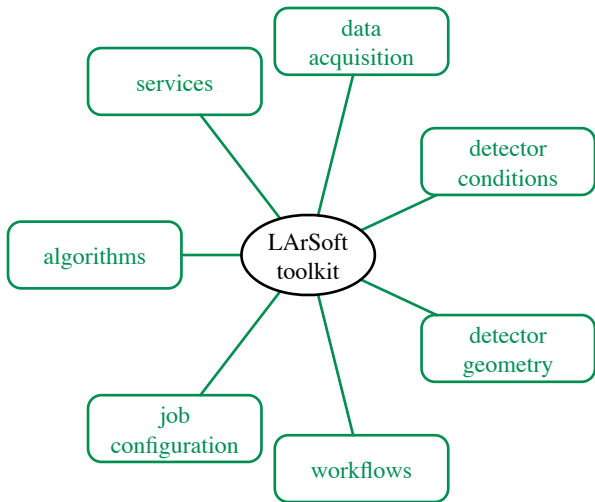 data
acquisition
services
detector
conditions
LArSoft
toolkit
algorithms
detector
geometry
job
configuration
workflows